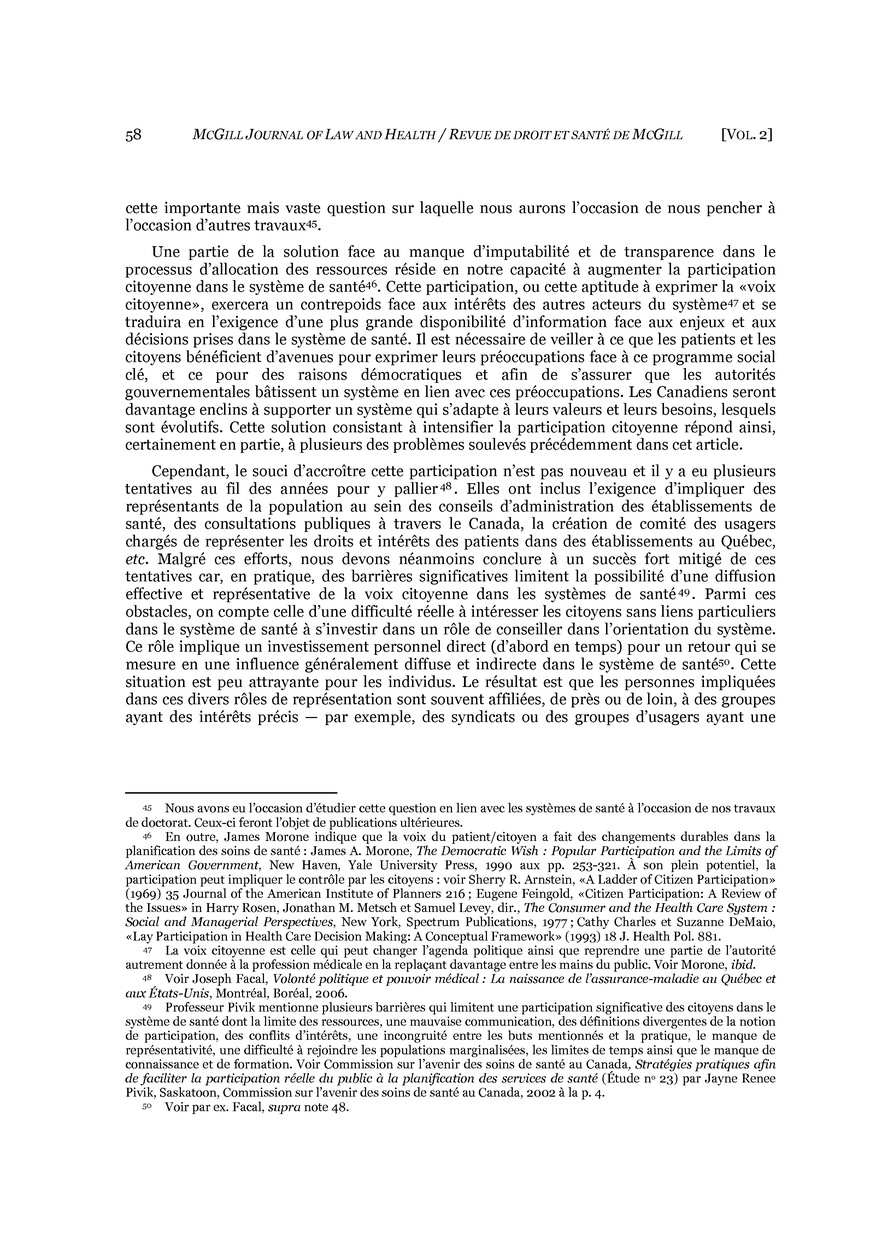 58 MCGILL JOURNAL OF LAW AND HEALTH / REVUE DE DROIT ET SANTÉ DE MCGILL [VOL. 2]
cette importante mais vaste question sur laquelle nous aurons l’occasion de nous pencher à
l’occasion d’autres travaux⁴⁵.
Une partie de la solution face au manque d’imputabilité et de transparence dans le
processus d’allocation des ressources réside en notre capacité à augmenter la participation
citoyenne dans le système de santé⁴⁶. Cette participation, ou cette aptitude à exprimer la «voix
citoyenne», exercera un contrepoids face aux intérêts des autres acteurs du système⁴⁷ et se
traduira en l’exigence d’une plus grande disponibilité d’information face aux enjeux et aux
décisions prises dans le système de santé. Il est nécessaire de veiller à ce que les patients et les
citoyens bénéficient d’avenues pour exprimer leurs préoccupations face à ce programme social
clé, et ce pour des raisons démocratiques et afin de s’assurer que les autorités
gouvernementales bâtissent un système en lien avec ces préoccupations. Les Canadiens seront
davantage enclins à supporter un système qui s’adapte à leurs valeurs et leurs besoins, lesquels
sont évolutifs. Cette solution consistant à intensifier la participation citoyenne répond ainsi,
certainement en partie, à plusieurs des problèmes soulevés précédemment dans cet article.
Cependant, le souci d’accroître cette participation n’est pas nouveau et il y a eu plusieurs
tentatives au fil des années pour y pallier⁴⁸. Elles ont inclus l’exigence d’impliquer des
représentants de la population au sein des conseils d’administration des établissements de
santé, des consultations publiques à travers le Canada, la création de comité des usagers
chargés de représenter les droits et intérêts des patients dans des établissements au Québec,
etc. Malgré ces efforts, nous devons néanmoins conclure à un succès fort mitigé de ces
tentatives car, en pratique, des barrières significatives limitent la possibilité d’une diffusion
effective et représentative de la voix citoyenne dans les systèmes de santé⁴⁹. Parmi ces
obstacles, on compte celle d’une difficulté réelle à intéresser les citoyens sans liens particuliers
dans le système de santé à s’investir dans un rôle de conseiller dans l’orientation du système.
Ce rôle implique un investissement personnel direct (d’abord en temps) pour un retour qui se
mesure en une influence généralement diffuse et indirecte dans le système de santé⁵⁰. Cette
situation est peu attrayante pour les individus. Le résultat est que les personnes impliquées
dans ces divers rôles de représentation sont souvent affiliées, de près ou de loin, à des groupes
ayant des intérêts précis — par exemple, des syndicats ou des groupes d’usagers ayant une
⁴⁵ Nous avons eu l’occasion d’étudier cette question en lien avec les systèmes de santé à l’occasion de nos travaux
de doctorat. Ceux-ci feront l’objet de publications ultérieures.
⁴⁶ En outre, James Morone indique que la voix du patient/citoyen a fait des changements durables dans la
planification des soins de santé : James A. Morone, The Democratic Wish : Popular Participation and the Limits of
American Government, New Haven, Yale University Press, 1990 aux pp. 253-321. À son plein potentiel, la
participation peut impliquer le contrôle par les citoyens : voir Sherry R. Arnstein, «A Ladder of Citizen Participation»
(1969) 35 Journal of the American Institute of Planners 216 ; Eugene Feingold, «Citizen Participation: A Review of
the Issues» in Harry Rosen, Jonathan M. Metsch et Samuel Levey, dir., The Consumer and the Health Care System :
Social and Managerial Perspectives, New York, Spectrum Publications, 1977 ; Cathy Charles et Suzanne DeMaio,
«Lay Participation in Health Care Decision Making: A Conceptual Framework» (1993) 18 J. Health Pol. 881.
⁴⁷ La voix citoyenne est celle qui peut changer l’agenda politique ainsi que reprendre une partie de l’autorité
autrement donnée à la profession médicale en la replaçant davantage entre les mains du public. Voir Morone, ibid.
⁴⁸ Voir Joseph Facal, Volonté politique et pouvoir médical : La naissance de l’assurance-maladie au Québec et
aux États-Unis, Montréal, Boréal, 2006.
⁴⁹ Professeur Pivik mentionne plusieurs barrières qui limitent une participation significative des citoyens dans le
système de santé dont la limite des ressources, une mauvaise communication, des définitions divergentes de la notion
de participation, des conflits d’intérêts, une incongruité entre les buts mentionnés et la pratique, le manque de
représentativité, une difficulté à rejoindre les populations marginalisées, les limites de temps ainsi que le manque de
connaissance et de formation. Voir Commission sur l’avenir des soins de santé au Canada, Stratégies pratiques afin
de faciliter la participation réelle du public à la planification des services de santé (Étude nº 23) par Jayne Renee
Pivik, Saskatoon, Commission sur l’avenir des soins de santé au Canada, 2002 à la p. 4.
⁵⁰ Voir par ex. Facal, supra note 48.